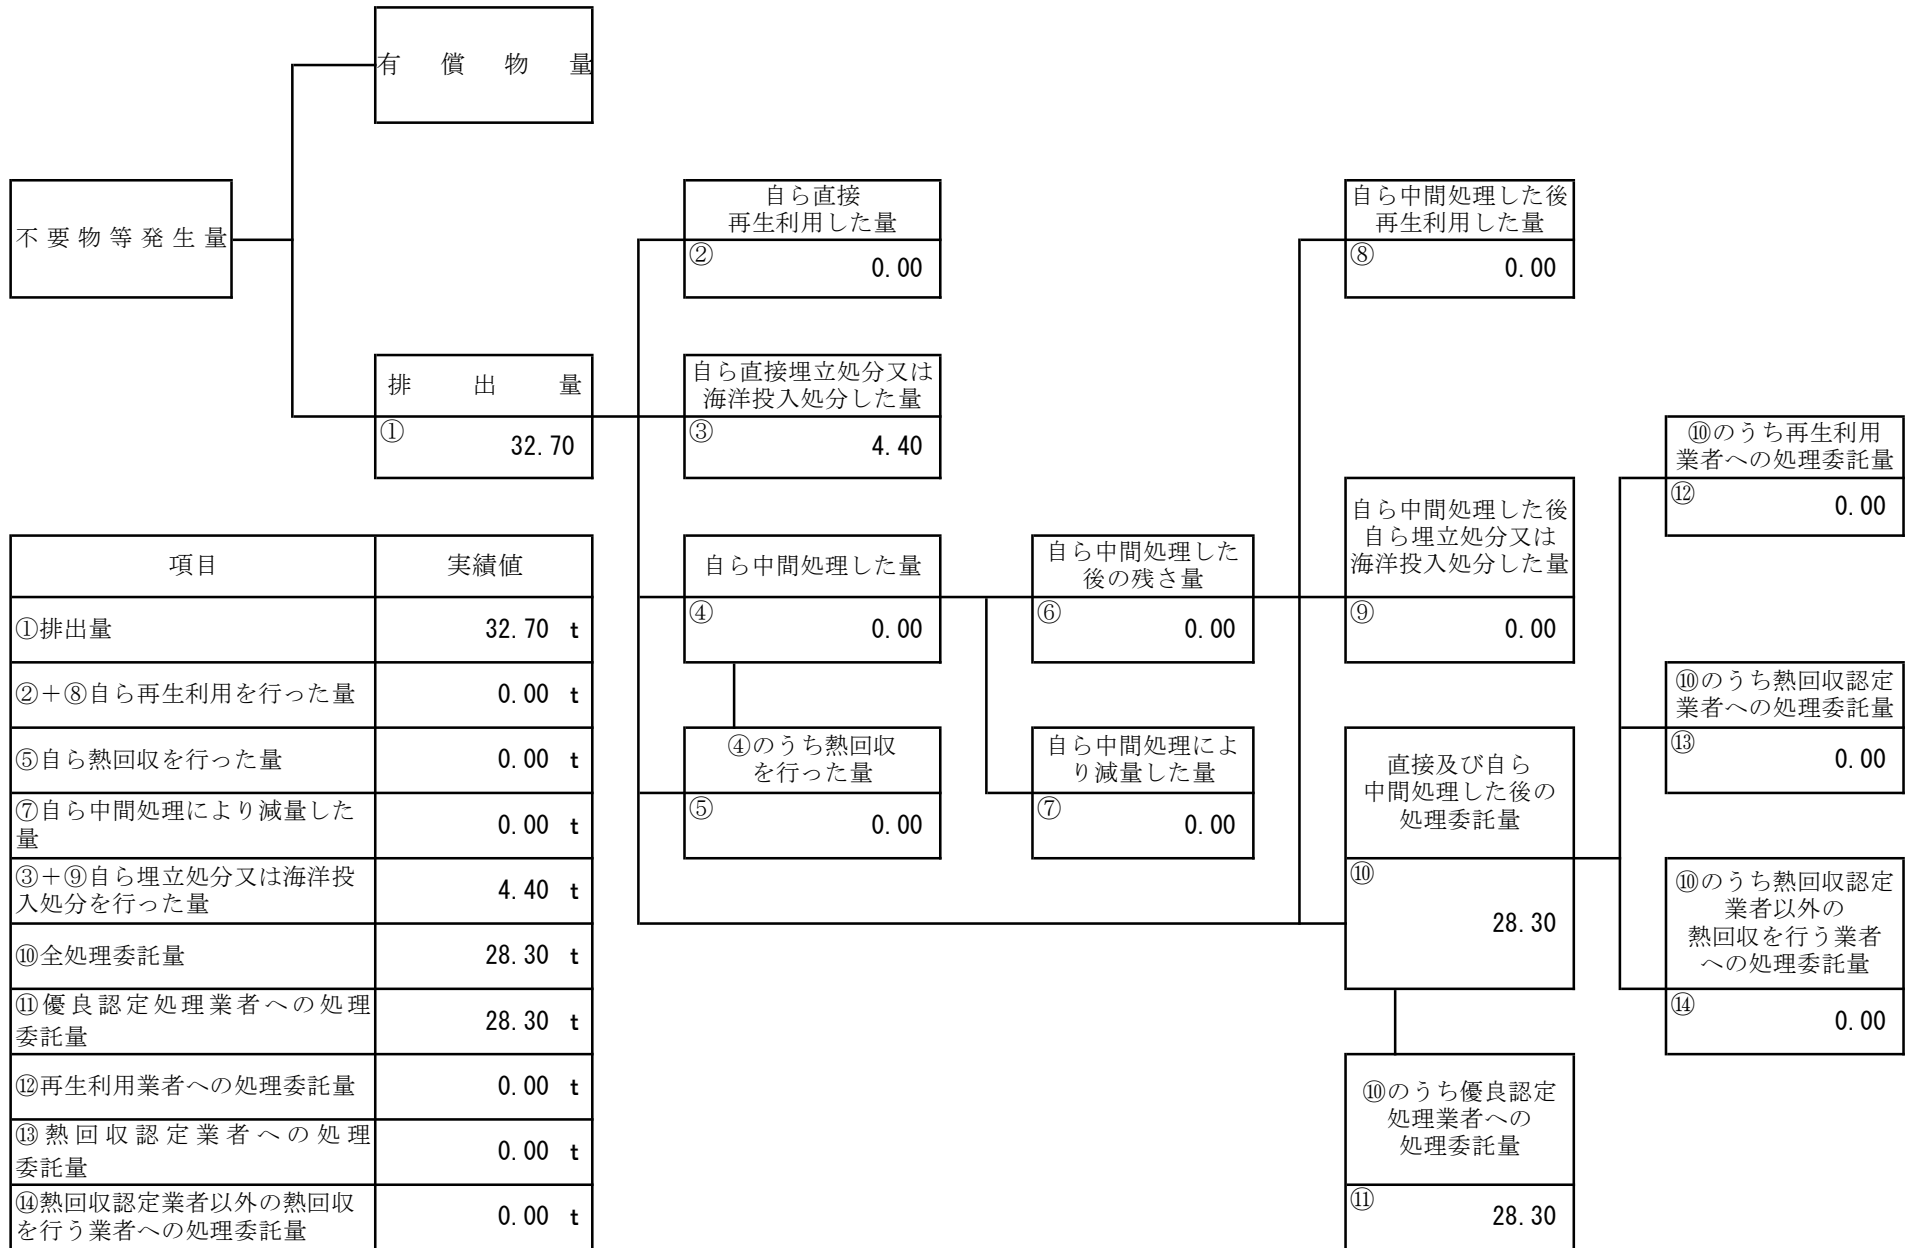 有償物量
不要物等発生量
排出量
① 32.70
自ら直接
再生利用した量
② 0.00
自ら直接埋立処分又は
海洋投入処分した量
③ 4.40
自ら中間処理した量
④ 0.00
④のうち熱回収
を行った量
⑤ 0.00
自ら中間処理した
後の残さ量
⑥ 0.00
自ら中間処理によ
り減量した量
⑦ 0.00
自ら中間処理した後
再生利用した量
⑧ 0.00
自ら中間処理した後
自ら埋立処分又は
海洋投入処分した量
⑨ 0.00
直接及び自ら
中間処理した後の
処理委託量
⑩
28.30
⑩のうち優良認定
処理業者への
処理委託量
⑪ 28.30
⑩のうち再生利用
業者への処理委託量
⑫ 0.00
⑩のうち熱回収認定
業者への処理委託量
⑬ 0.00
⑩のうち熱回収認定
業者以外の
熱回収を行う業者
への処理委託量
⑭ 0.00
項目 実績値
①排出量 32.70 t
②+⑧自ら再生利用を行った量 0.00 t
⑤自ら熱回収を行った量 0.00 t
⑦自ら中間処理により減量した
量 0.00 t
③+⑨自ら埋立処分又は海洋投
入処分を行った量 4.40 t
⑩全処理委託量 28.30 t
⑪優良認定処理業者への処理
委託量 28.30 t
⑫再生利用業者への処理委託量 0.00 t
⑬熱回収認定業者への処理
委託量 0.00 t
⑭熱回収認定業者以外の熱回収
を行う業者への処理委託量 0.00 t